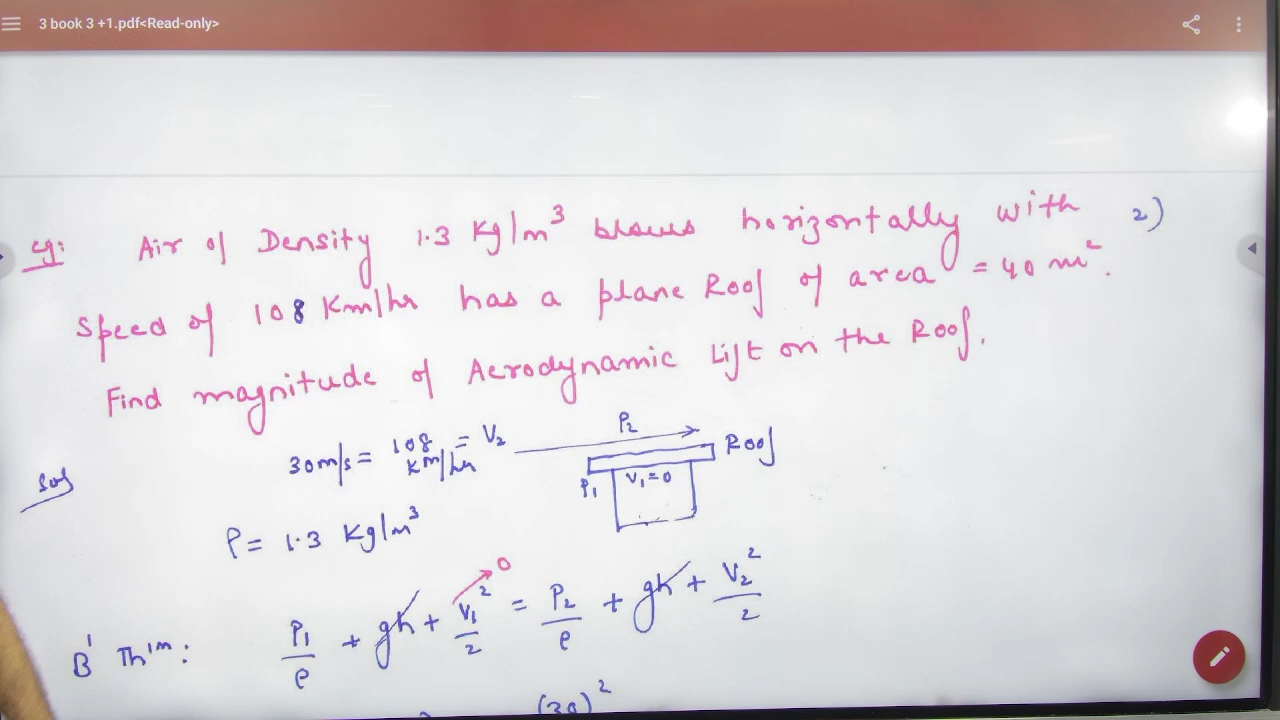 3 book 3 +1.pdf<Read-only>
eg: Air of Density 1.3 Kg/m³ blows horizontally with 2)
Speed of 108 Km/hr has a plane Roof of area = 40 m².
Find magnitude of Aerodynamic Lift on the Roof.
Sol 30m/s = 108 km/hr = V₂ P₂ Roof
P₁ V₁=0
ρ = 1.3 Kg/m³
B' Thm: P₁/ρ + gh + V₁²/2 = P₂/ρ + gh + V₂²/2
0
(30)²